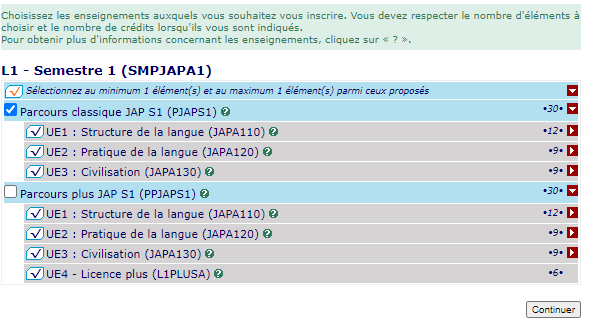 Choisissez les enseignements auxquels vous souhaitez vous inscrire. Vous devez respecter le nombre d'éléments à
choisir et le nombre de crédits lorsqu'ils vous sont indiqués.
Pour obtenir plus d'informations concernant les enseignements, cliquez sur « ? ».
L1 - Semestre 1 (SMPJAPA1)
Sélectionnez au minimum 1 élément(s) et au maximum 1 élément(s) parmi ceux proposés
Parcours classique JAP S1 (PJAPS1) ? •30•
UE1 : Structure de la langue (JAPA110) ? •12•
UE2 : Pratique de la langue (JAPA120) ? •9•
UE3 : Civilisation (JAPA130) ? •9•
Parcours plus JAP S1 (PPJAPS1) ? •30•
UE1 : Structure de la langue (JAPA110) ? •12•
UE2 : Pratique de la langue (JAPA120) ? •9•
UE3 : Civilisation (JAPA130) ? •9•
UE4 - Licence plus (L1PLUSA) ? •6•
Continuer